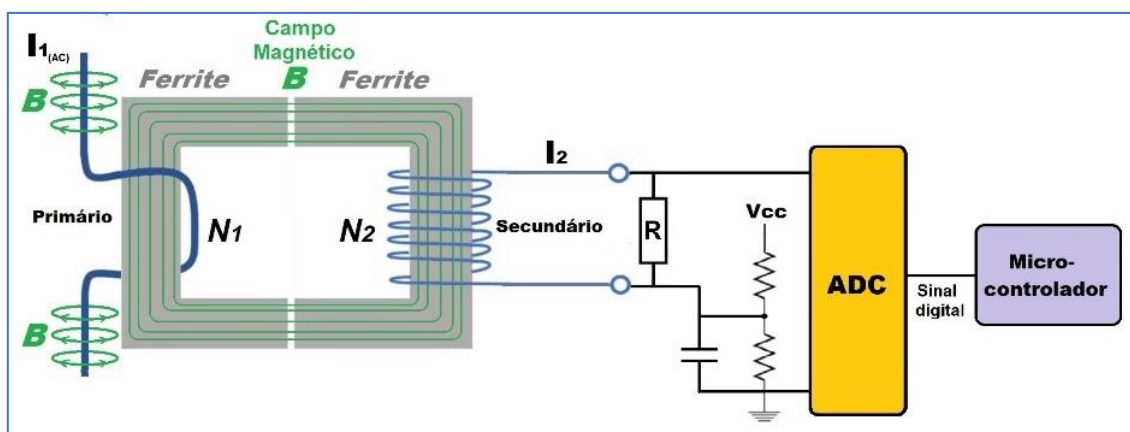 I1(AC)
Campo
Magnético
Ferrite
B
Ferrite
B
I2
Primário
N1
N2
Secundário
R
Vcc
ADC
Sinal
digital
Micro-
controlador
B